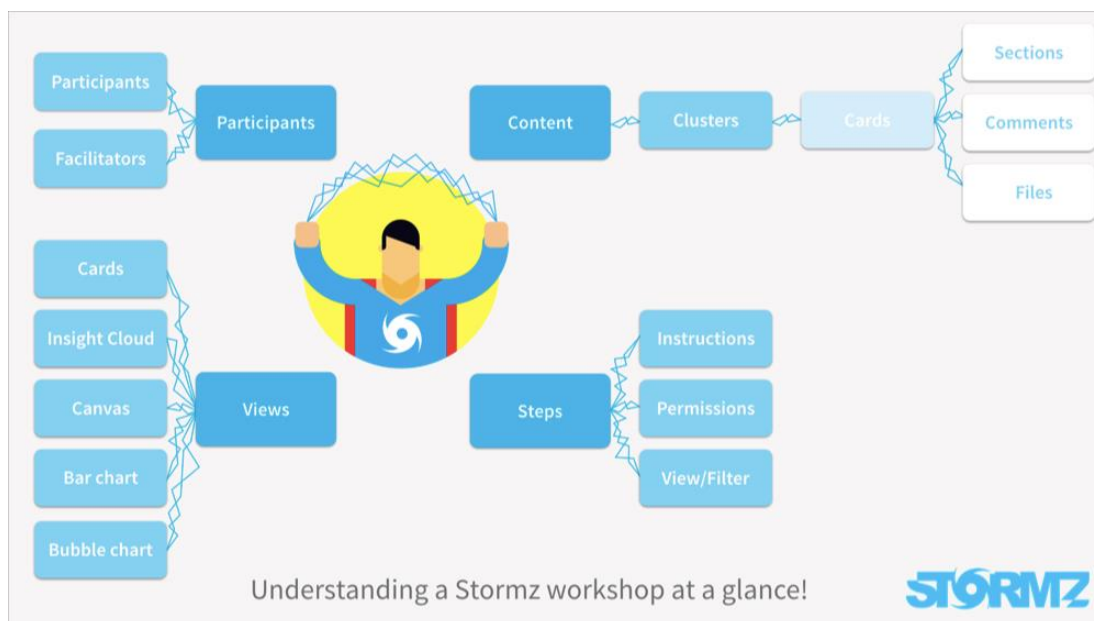 Participants
Facilitators
Participants
Content
Clusters
Cards
Sections
Comments
Files
Cards
Insight Cloud
Canvas
Bar chart
Bubble chart
Views
Steps
Instructions
Permissions
View/Filter
Understanding a Stormz workshop at a glance!
STORMZ